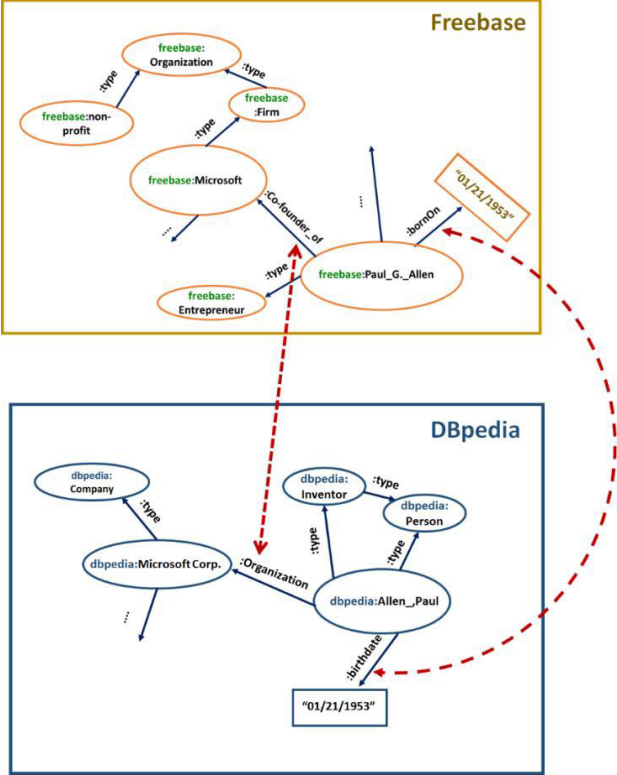 Freebase
freebase:
Organization
:type
:type
freebase
:Firm
freebase:non-
profit
:type
freebase:Microsoft
"01/21/1953"
:Co-founder_of
....
:bornOn
....
:type
freebase:Paul_G._Allen
freebase:
Entrepreneur
DBpedia
dbpedia:
Company
dbpedia:
Inventor
:type
dbpedia:
Person
:type
:type
:type
dbpedia:Microsoft Corp.
:Organization
dbpedia:Allen_,Paul
....
:birthdate
"01/21/1953"